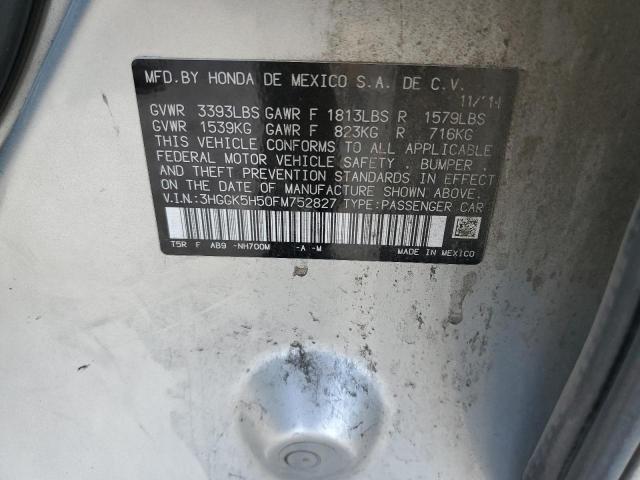 MFD.BY HONDA DE MEXICO S.A. DE C.V.
11/14
GVWR 3393LBS GAWR F 1813LBS R 1579LBS
GVWR 1539KG GAWR F 823KG R 716KG
THIS VEHICLE CONFORMS TO ALL APPLICABLE
FEDERAL MOTOR VEHICLE SAFETY . BUMPER .
AND THEFT PREVENTION STANDARDS IN EFFECT
ON THE DATE OF MANUFACTURE SHOWN ABOVE.
V.I.N.:3HGGK5H50FM752827 TYPE:PASSENGER CAR
T5R F AB9 -NH700M -A -M
MADE IN MEXICO